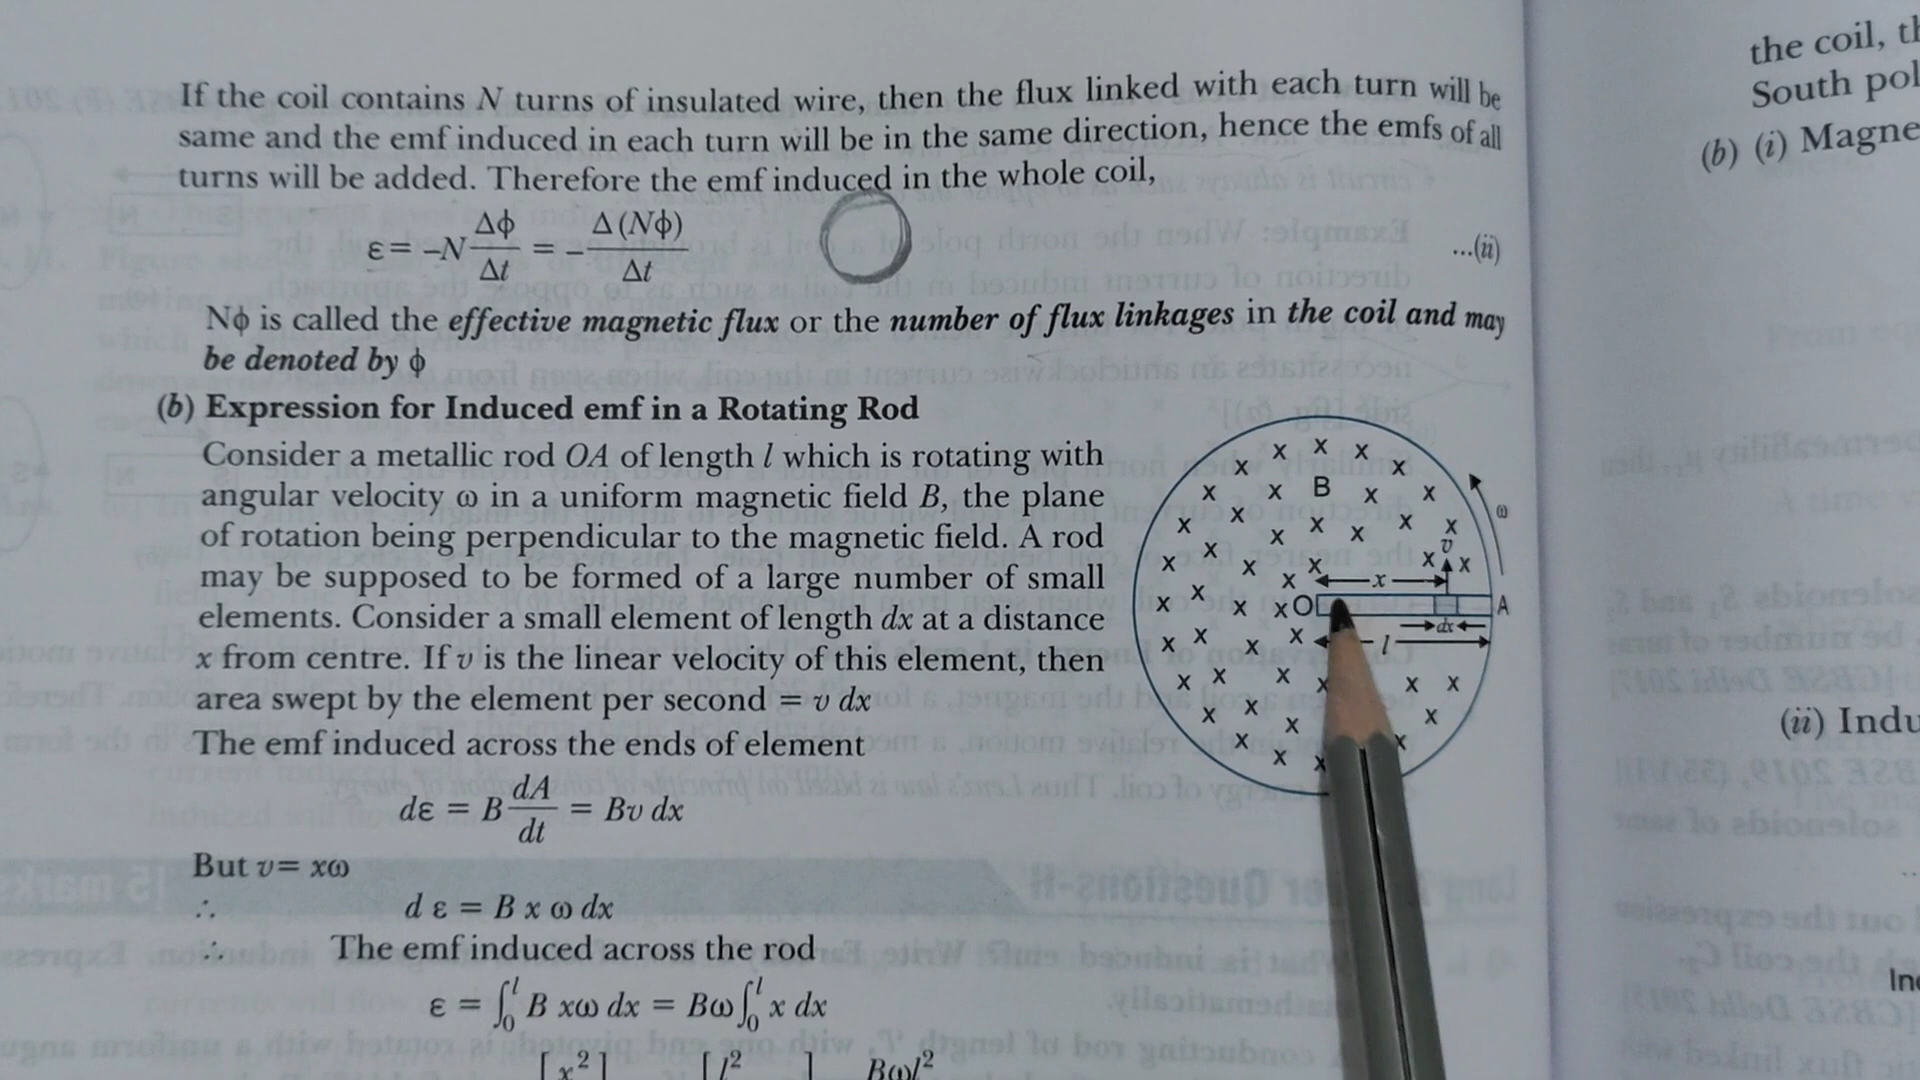 If the coil contains N turns of insulated wire, then the flux linked with each turn will be
same and the emf induced in each turn will be in the same direction, hence the emfs of all
turns will be added. Therefore the emf induced in the whole coil,
ε = –N Δϕ/Δt = – Δ(Nϕ)/Δt ...(ii)
Nϕ is called the effective magnetic flux or the number of flux linkages in the coil and may
be denoted by ϕ
(b) Expression for Induced emf in a Rotating Rod
Consider a metallic rod OA of length l which is rotating with
angular velocity ω in a uniform magnetic field B, the plane
of rotation being perpendicular to the magnetic field. A rod
may be supposed to be formed of a large number of small
elements. Consider a small element of length dx at a distance
x from centre. If v is the linear velocity of this element, then
area swept by the element per second = v dx
The emf induced across the ends of element
dε = B dA/dt = Bv dx
But v = xω
∴ d ε = B x ω dx
∴ The emf induced across the rod
ε = ∫₀ˡ B xω dx = Bω ∫₀ˡ x dx
[x² ] [l² ] Bωl²
B
ω
v
x
O
A
dx
l
the coil,
South
(b) (i)
(ii)